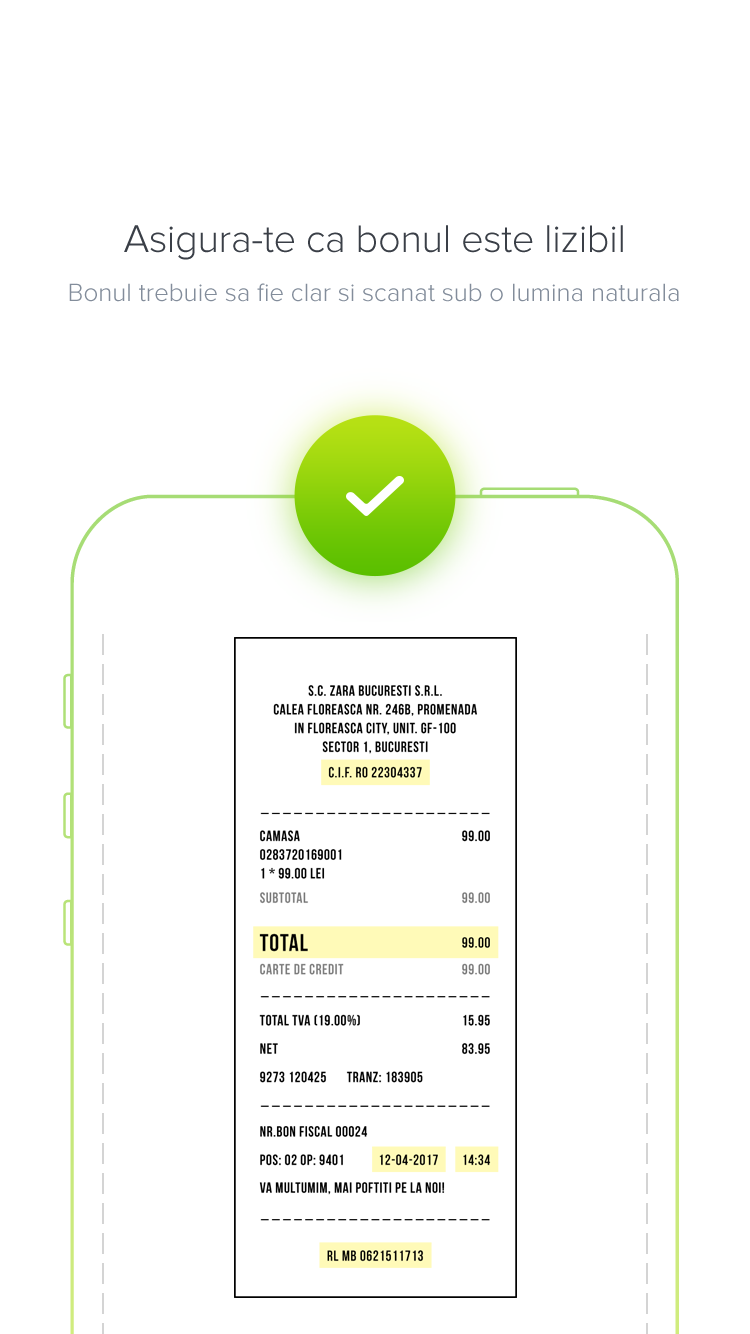 Asigura-te ca bonul este lizibil
Bonul trebuie sa fie clar si scanat sub o lumina naturala
S.C. ZARA BUCURESTI S.R.L.
CALEA FLOREASCA NR. 246B, PROMENADA
IN FLOREASCA CITY, UNIT. GF-100
SECTOR 1, BUCURESTI
C.I.F. RO 22304337
CAMASA 99.00
0283720169001
1 * 99.00 LEI
SUBTOTAL 99.00
TOTAL 99.00
CARTE DE CREDIT 99.00
TOTAL TVA (19.00%) 15.95
NET 83.95
9273 120425 TRANZ: 183905
NR.BON FISCAL 00024
POS: 02 OP: 9401 12-04-2017 14:34
VA MULTUMIM, MAI POFTITI PE LA NOI!
RL MB 0621511713